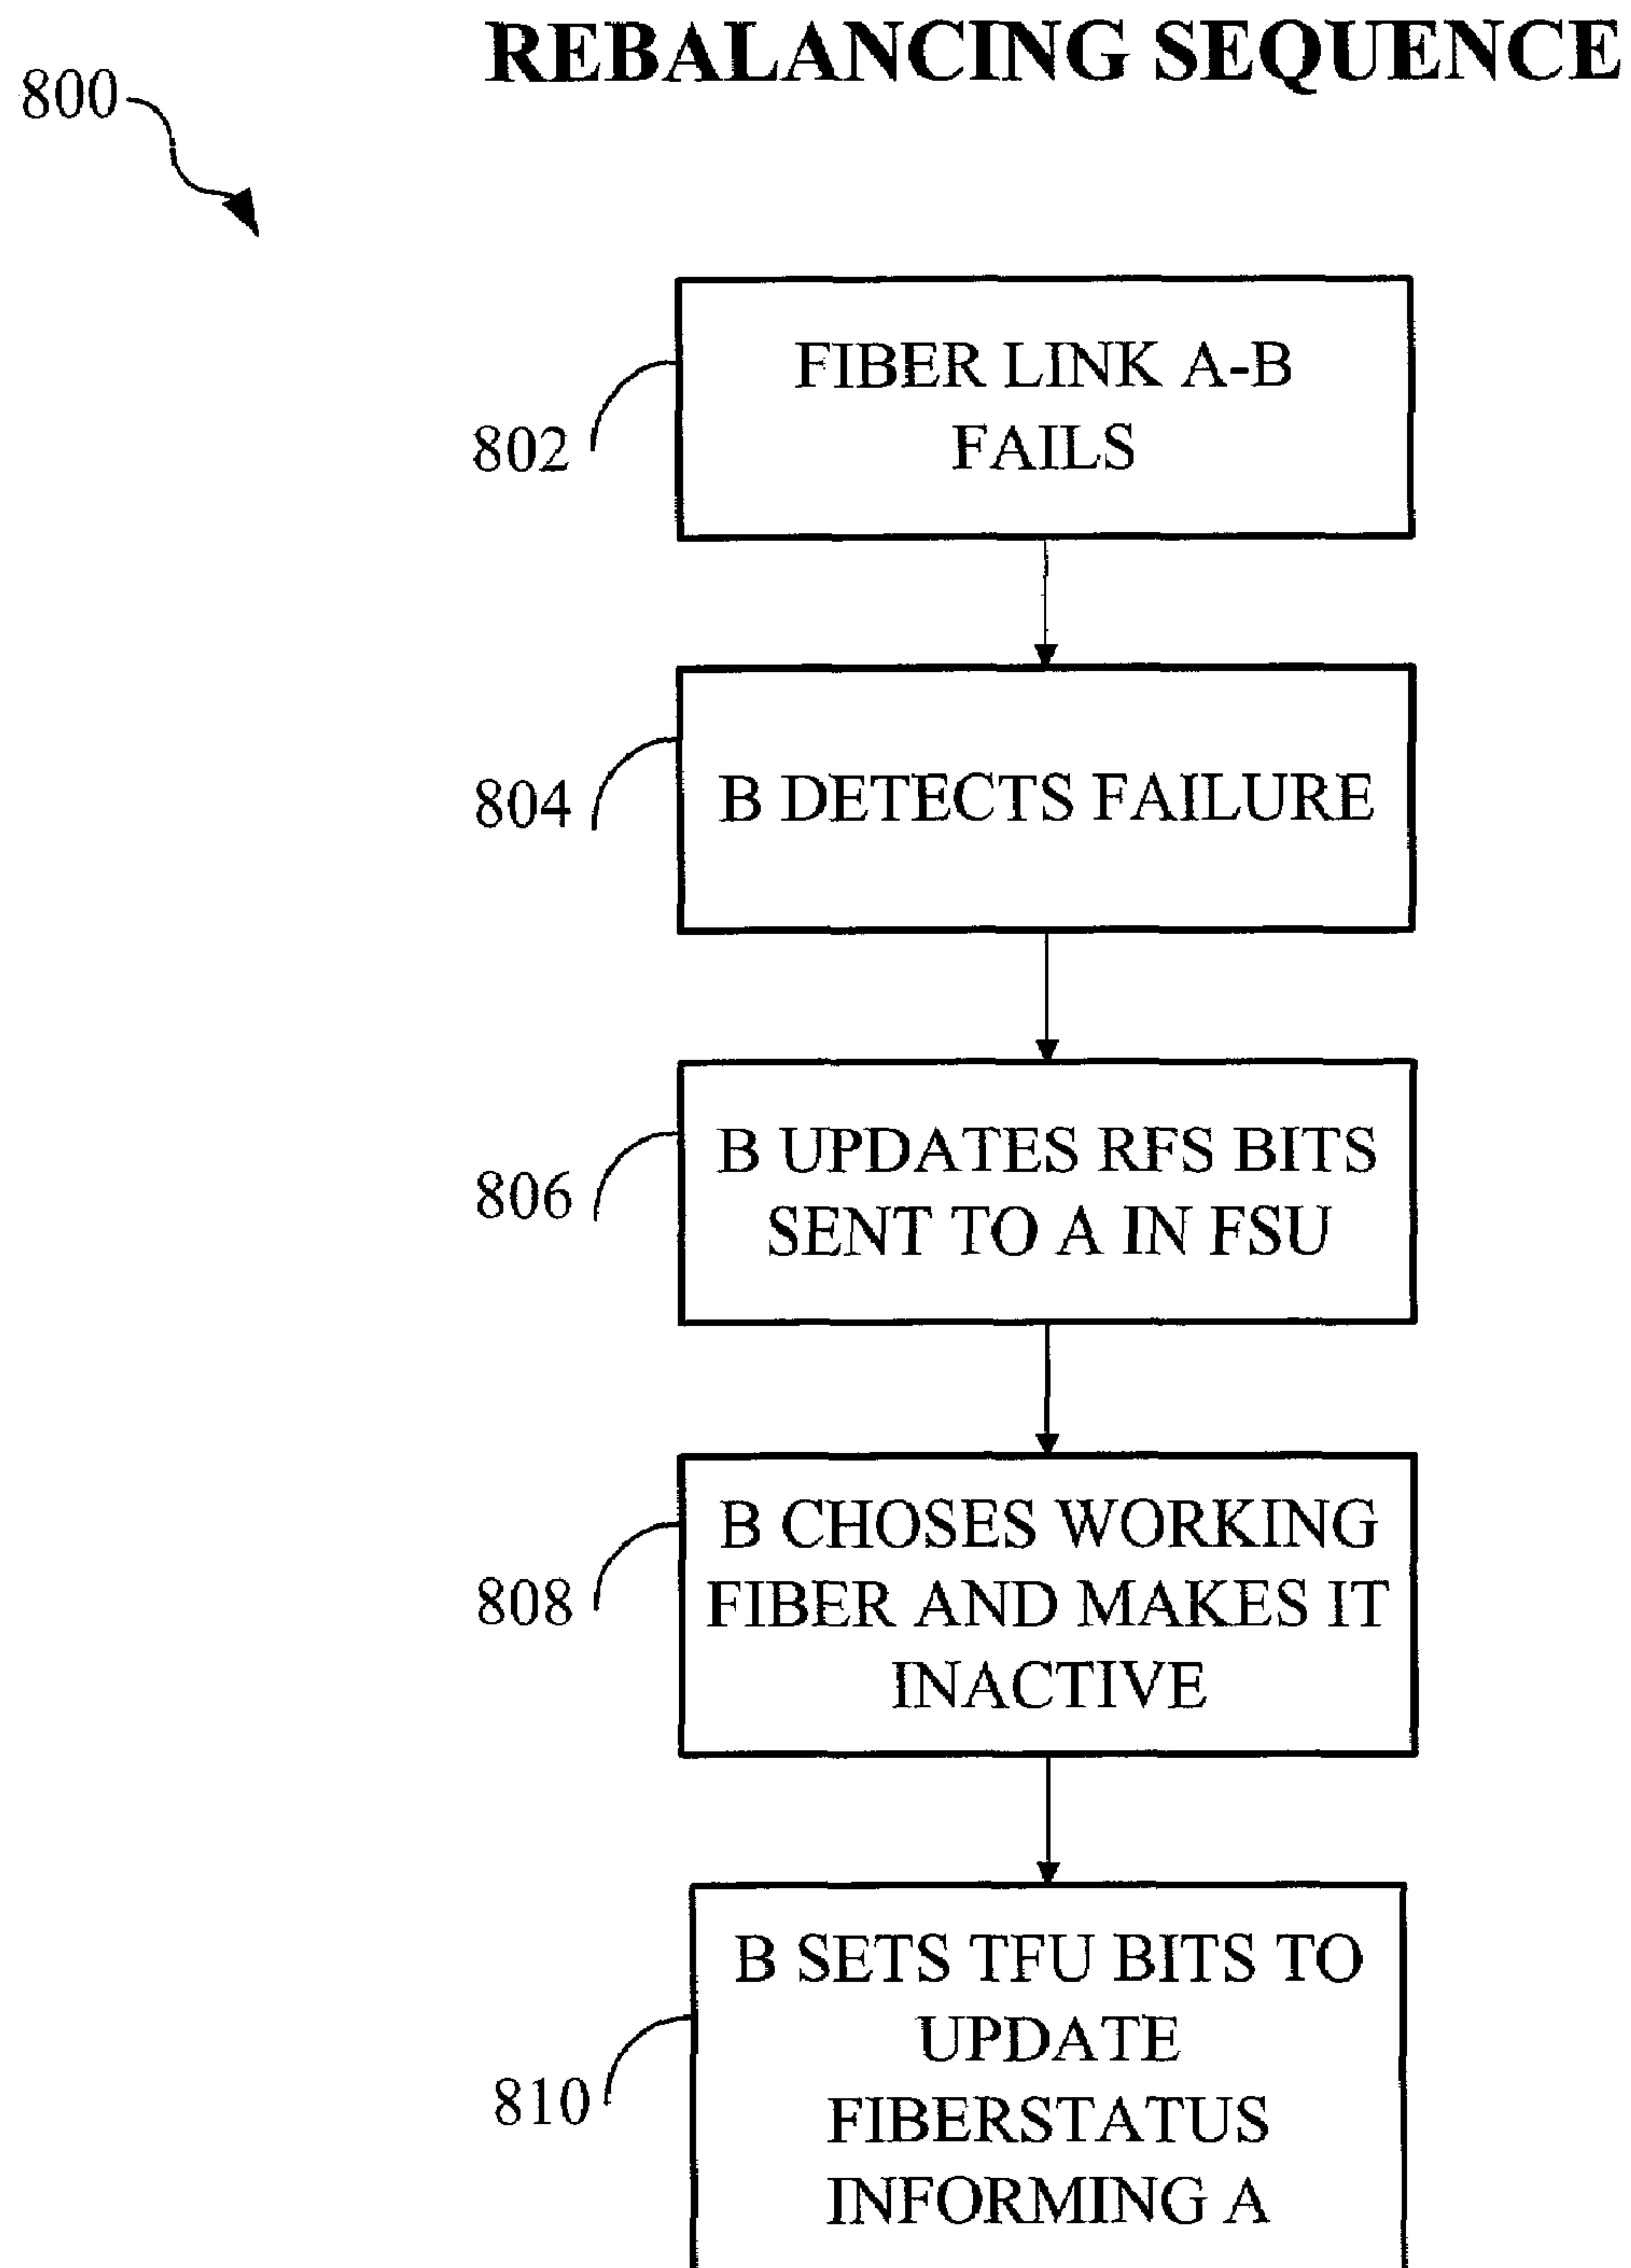 REBALANCING SEQUENCE
800
FIBER LINK A-B
FAILS
802
B DETECTS FAILURE
804
B UPDATES RFS BITS
SENT TO A IN FSU
806
B CHOSES WORKING
FIBER AND MAKES IT
INACTIVE
808
B SETS TFU BITS TO
UPDATE
FIBERSTATUS
INFORMING A
810